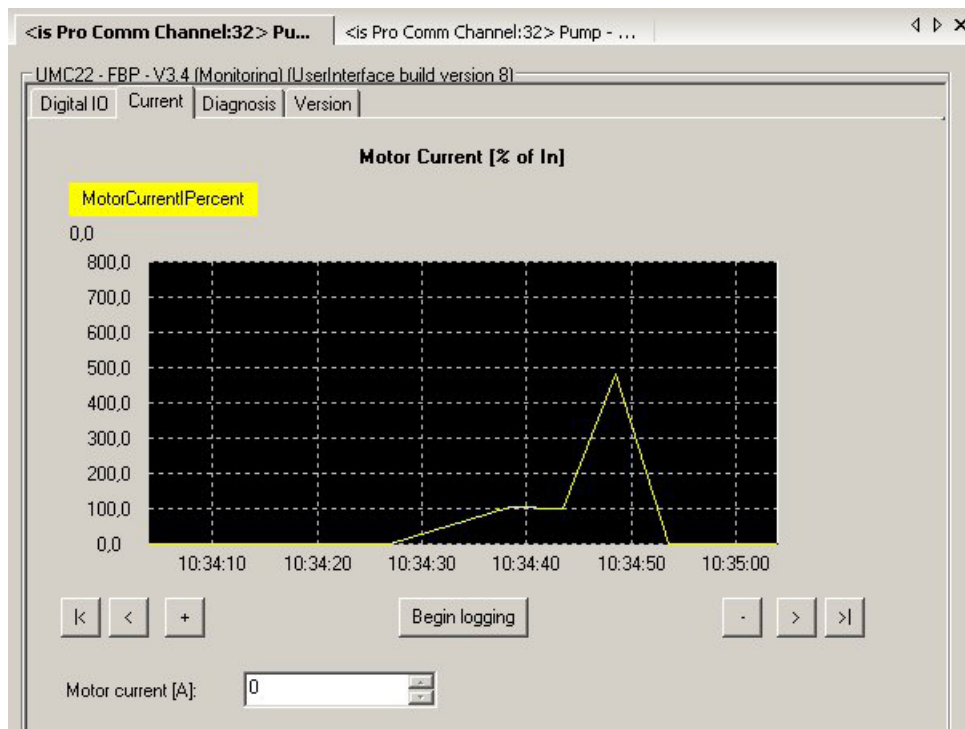 <is Pro Comm Channel:32> Pu... <is Pro Comm Channel:32> Pump - ...
UMC22 - FBP - V3.4 (Monitoring) (UserInterface build version 8)
Digital IO Current Diagnosis Version
Motor Current [% of In]
MotorCurrentIPercent
0,0
800,0
700,0
600,0
500,0
400,0
300,0
200,0
100,0
0,0
10:34:10 10:34:20 10:34:30 10:34:40 10:34:50 10:35:00
|< < + Begin logging - > >|
Motor current [A]: 0